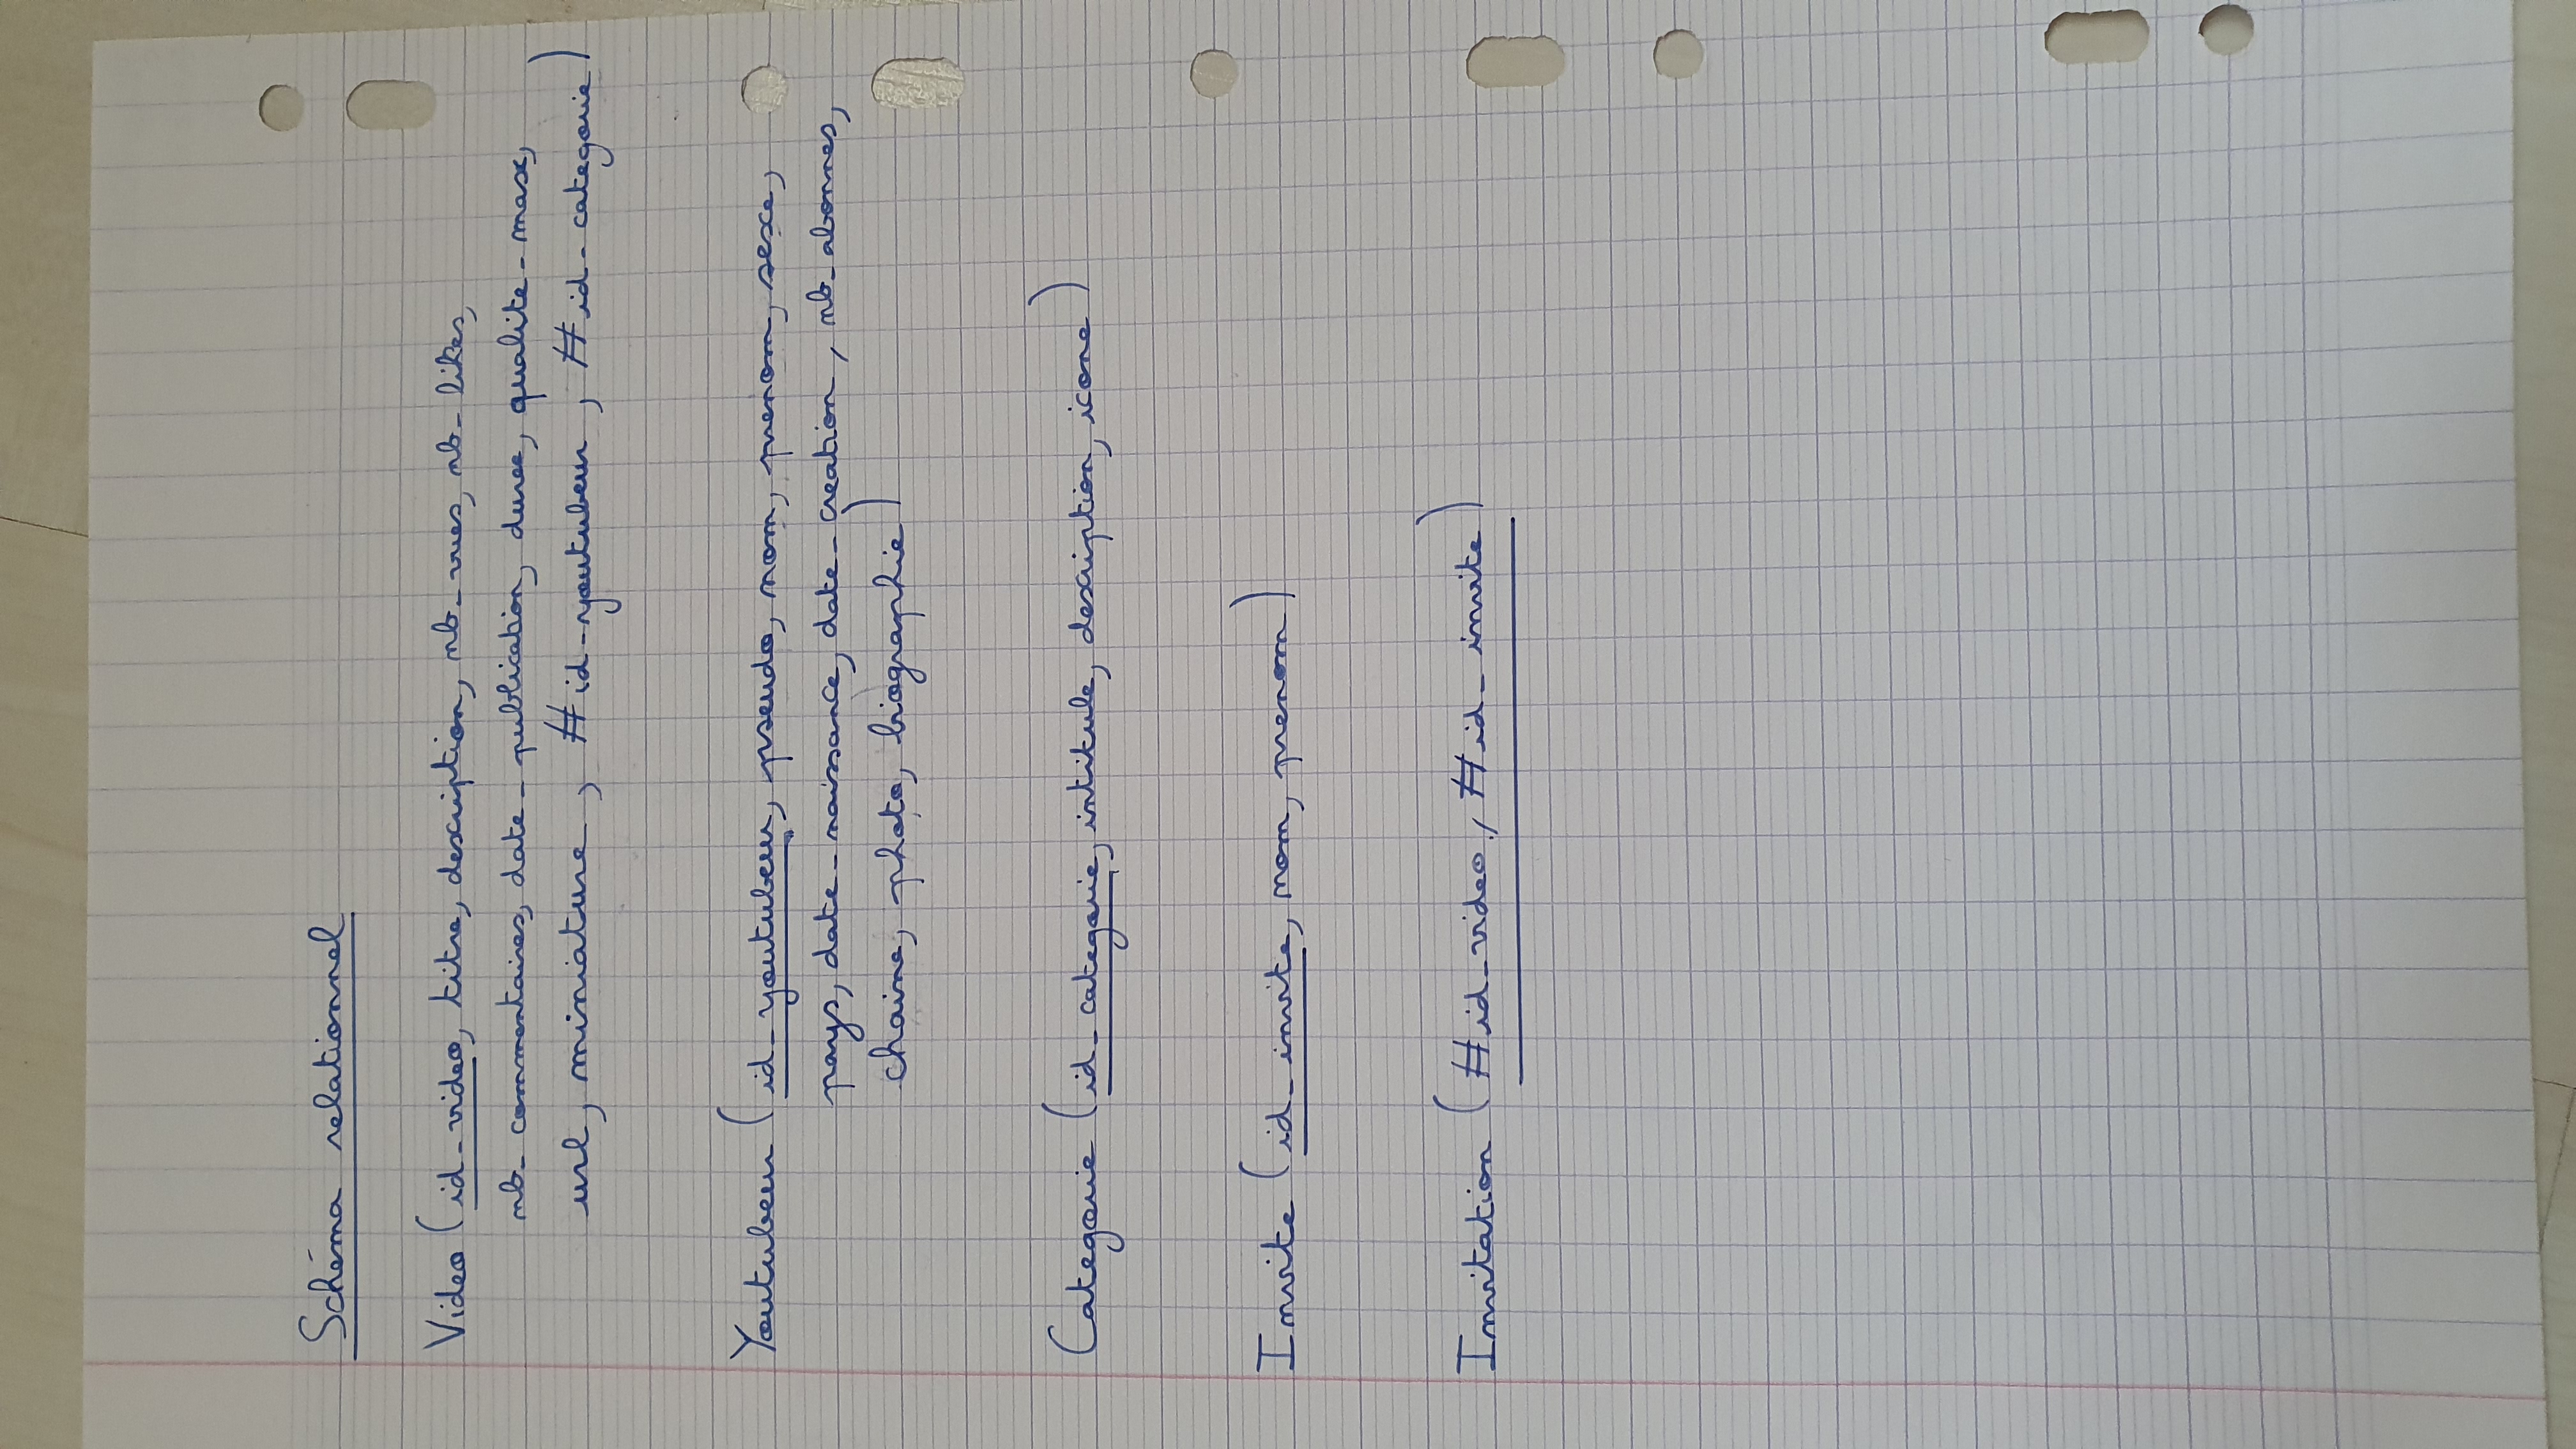 Schéma relationnel
Video (id_video, titre, description, nb_vues, nb_likes,
nb_commentaires, date_publication, duree, qualite_max,
url, miniature, #id_youtubeur, #id_categorie)
Youtubeur (id_youtubeur, pseudo, nom, prenom, sexe,
pays, date_naissance, date_creation, nb_abonnes,
chaine, photo, biographie)
Categorie (id_categorie, intitule, description, icone)
Invite (id_invite, nom, prenom)
Invitation (#id_video, #id_invite)